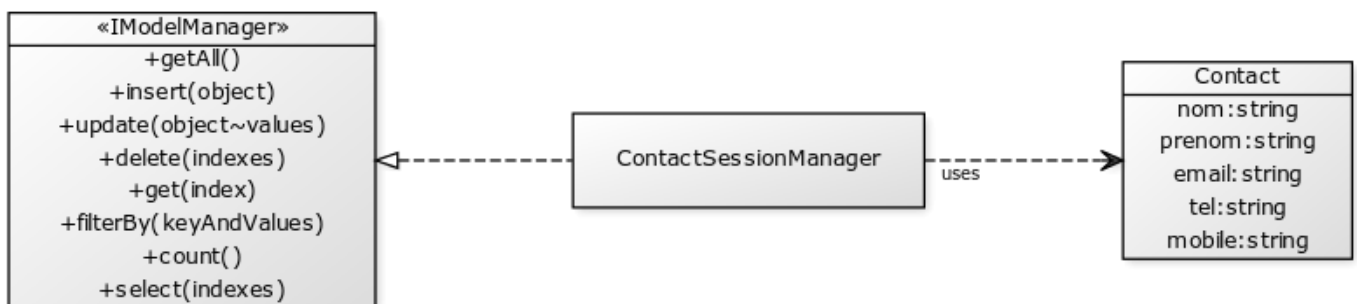 «IModelManager»
+getAll()
+insert(object)
+update(object~values)
+delete(indexes)
+get(index)
+filterBy(keyAndValues)
+count()
+select(indexes)
ContactSessionManager
uses
Contact
nom:string
prenom:string
email:string
tel:string
mobile:string